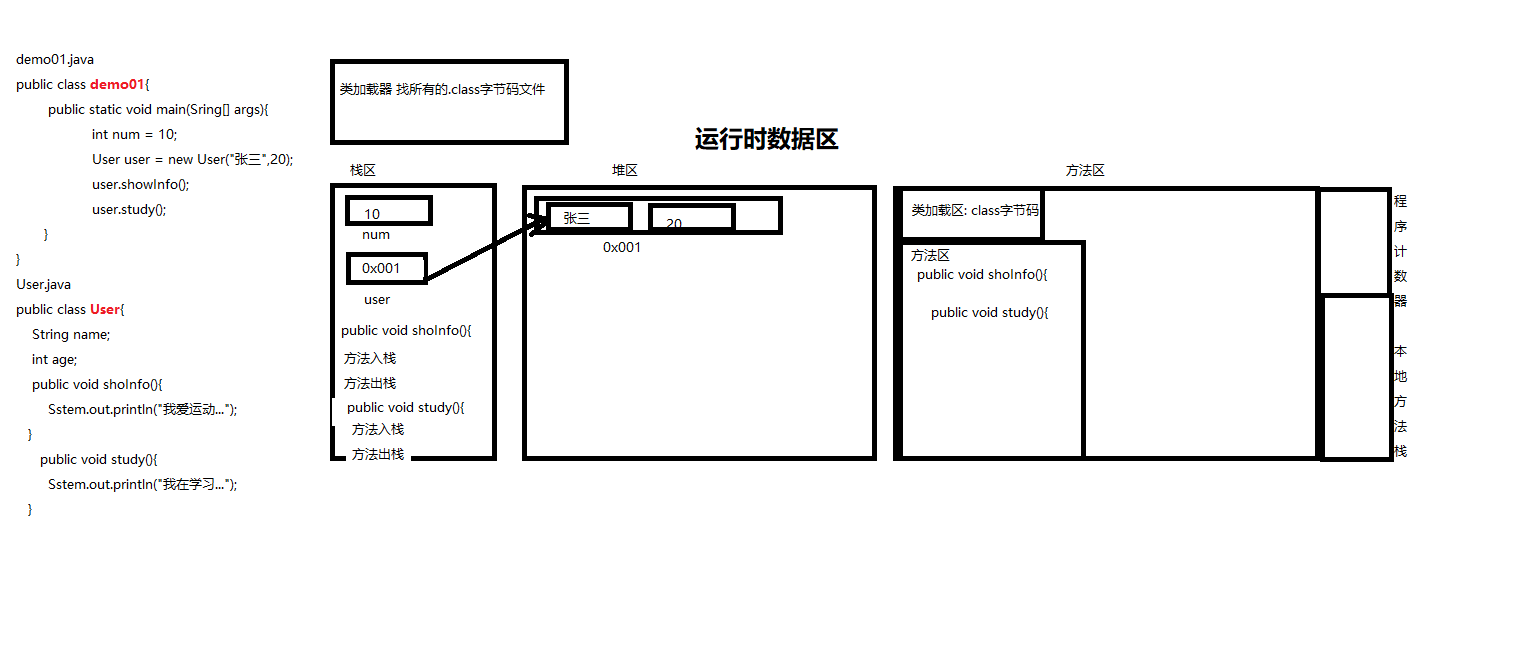 demo01.java
public class demo01{
public static void main(Sring[] args){
int num = 10;
User user = new User("张三",20);
user.showInfo();
user.study();
}
}
User.java
public class User{
String name;
int age;
public void shoInfo(){
Sstem.out.println("我爱运动...");
}
public void study(){
Sstem.out.println("我在学习...");
}
类加载器 找所有的.class字节码文件
运行时数据区
栈区
10
num
0x001
user
public void shoInfo(){
方法入栈
方法出栈
public void study(){
方法入栈
方法出栈
堆区
张三
20
0x001
方法区
类加载区: class字节码
方法区
public void shoInfo(){
public void study(){
程
序
计
数
器
本
地
方
法
栈